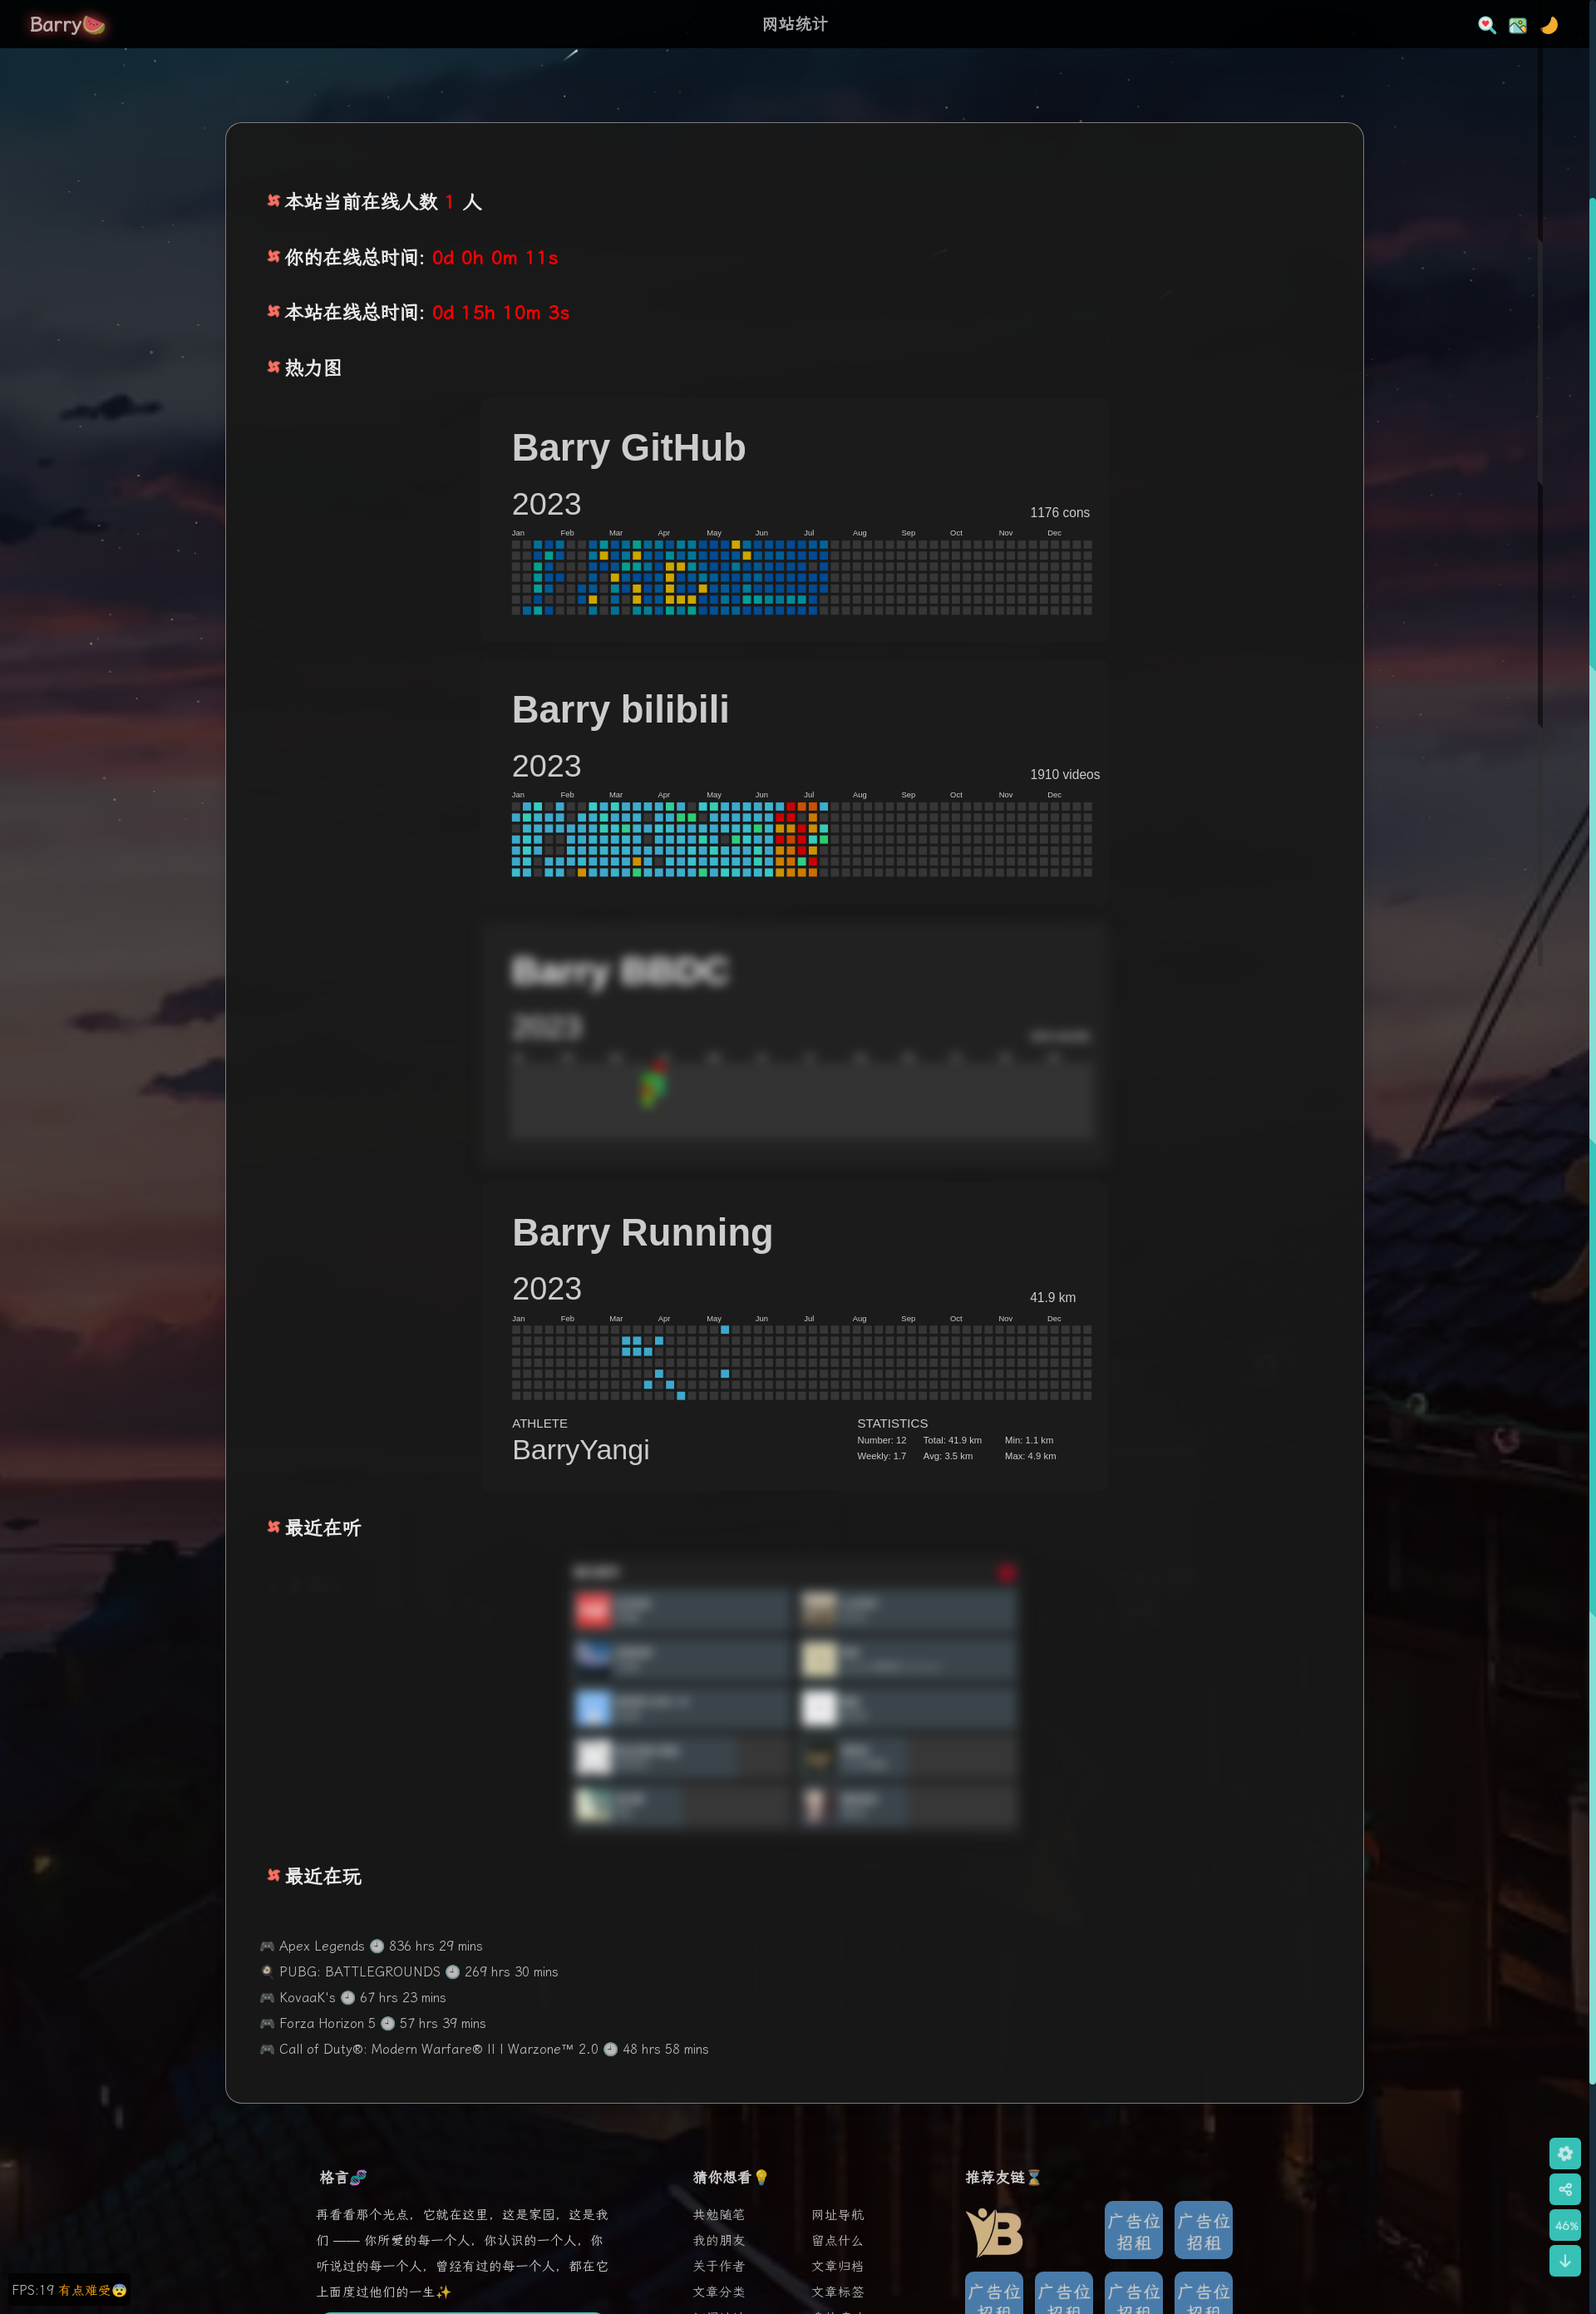 Barry🍉
网站统计
本站当前在线人数 1 人
你的在线总时间: 0d 0h 0m 11s
本站在线总时间: 0d 15h 10m 3s
热力图
Barry GitHub
2023
1176 cons
Jan Feb Mar Apr May Jun Jul Aug Sep Oct Nov Dec
Barry bilibili
2023
1910 videos
Jan Feb Mar Apr May Jun Jul Aug Sep Oct Nov Dec
Barry BBDC
2023
Barry Running
2023
41.9 km
Jan Feb Mar Apr May Jun Jul Aug Sep Oct Nov Dec
ATHLETE
BarryYangi
STATISTICS
Number: 12 Total: 41.9 km Min: 1.1 km
Weekly: 1.7 Avg: 3.5 km Max: 4.9 km
最近在听
最近在玩
🎮 Apex Legends 🕘 836 hrs 29 mins
🍳 PUBG: BATTLEGROUNDS 🕘 269 hrs 30 mins
🎮 KovaaK's 🕘 67 hrs 23 mins
🎮 Forza Horizon 5 🕘 57 hrs 39 mins
🎮 Call of Duty®: Modern Warfare® II | Warzone™ 2.0 🕘 48 hrs 58 mins
格言🧬
再看看那个光点，它就在这里，这是家园，这是我
们 —— 你所爱的每一个人，你认识的一个人，你
听说过的每一个人，曾经有过的每一个人，都在它
上面度过他们的一生✨
猜你想看💡
共勉随笔 网址导航
我的朋友 留点什么
关于作者 文章归档
文章分类 文章标签
推荐友链⌛
B
广告位
招租
广告位
招租
广告位
招租
广告位
招租
广告位
招租
广告位
招租
46%
FPS:19 有点难受😨